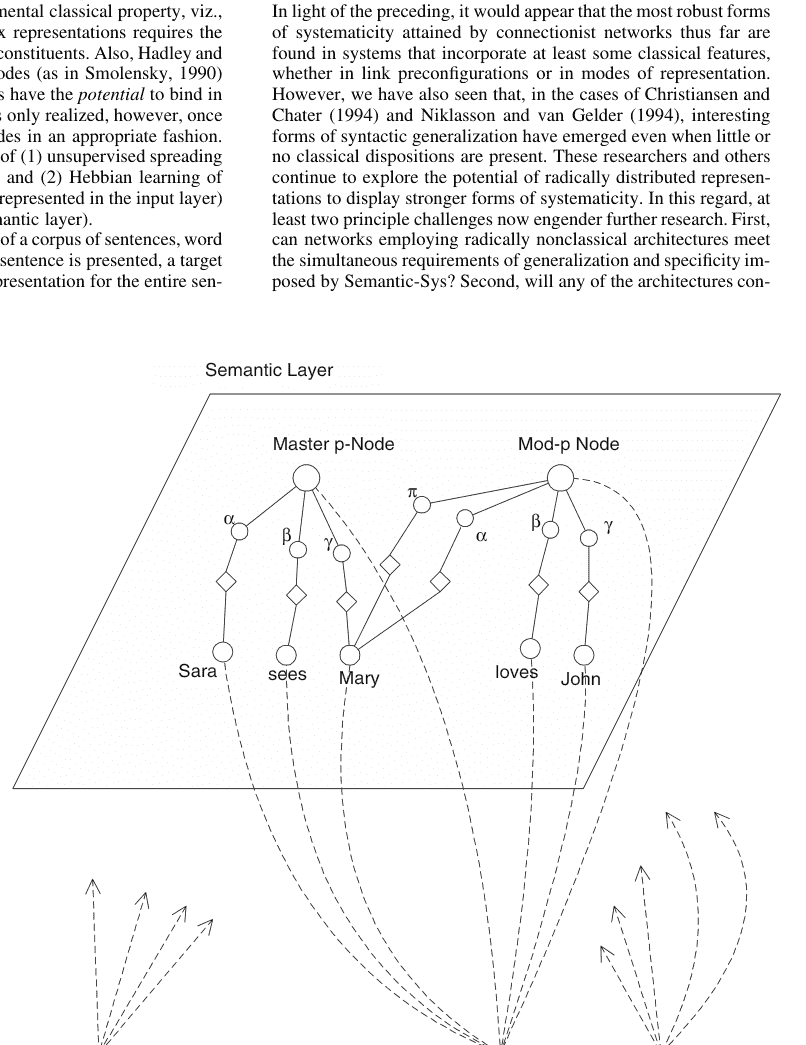 mental classical property, viz.,
x representations requires the
constituents. Also, Hadley and
odes (as in Smolensky, 1990)
s have the potential to bind in
s only realized, however, once
des in an appropriate fashion.
of (1) unsupervised spreading
and (2) Hebbian learning of
represented in the input layer)
mantic layer).
of a corpus of sentences, word
sentence is presented, a target
presentation for the entire sen-
In light of the preceding, it would appear that the most robust forms
of systematicity attained by connectionist networks thus far are
found in systems that incorporate at least some classical features,
whether in link preconfigurations or in modes of representation.
However, we have also seen that, in the cases of Christiansen and
Chater (1994) and Niklasson and van Gelder (1994), interesting
forms of syntactic generalization have emerged even when little or
no classical dispositions are present. These researchers and others
continue to explore the potential of radically distributed represen-
tations to display stronger forms of systematicity. In this regard, at
least two principle challenges now engender further research. First,
can networks employing radically nonclassical architectures meet
the simultaneous requirements of generalization and specificity im-
posed by Semantic-Sys? Second, will any of the architectures con-
Semantic Layer
Master p-Node
Mod-p Node
α
β
γ
π
α
β
γ
Sara
sees
Mary
loves
John